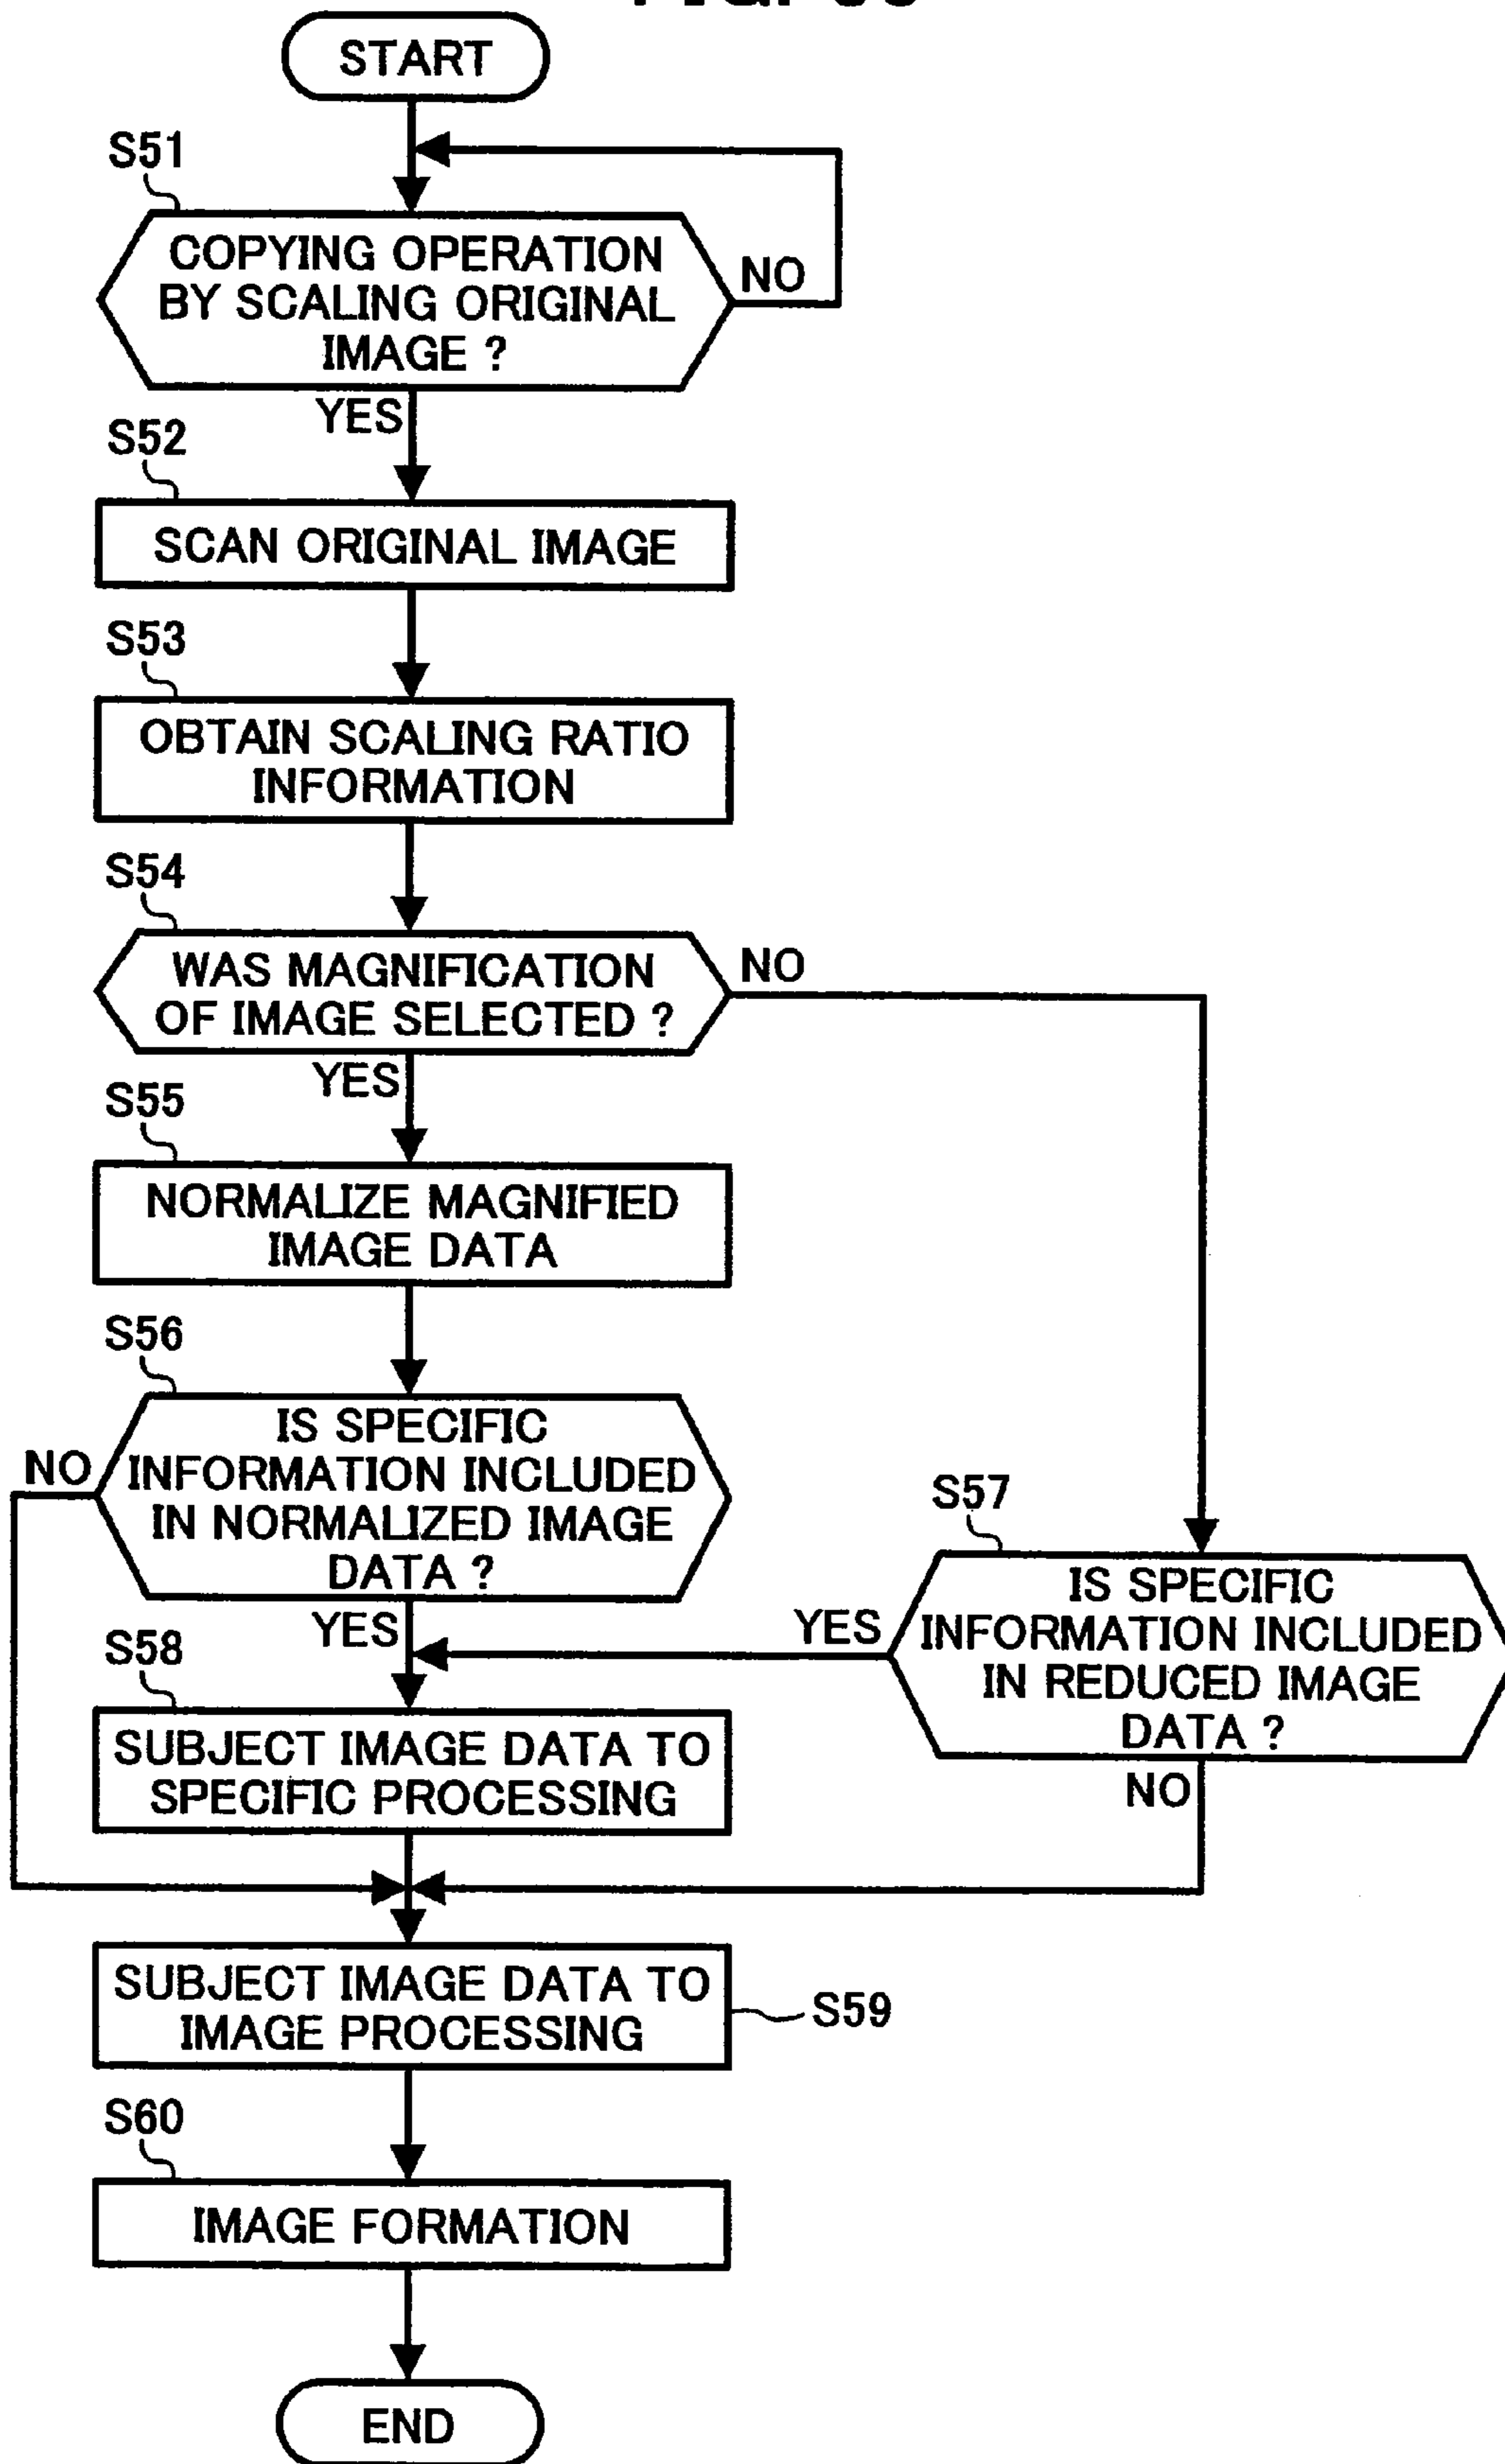 START
S51
COPYING OPERATION
BY SCALING ORIGINAL
IMAGE ?
NO
YES
S52
SCAN ORIGINAL IMAGE
S53
OBTAIN SCALING RATIO
INFORMATION
S54
WAS MAGNIFICATION
OF IMAGE SELECTED ?
NO
YES
S55
NORMALIZE MAGNIFIED
IMAGE DATA
S56
IS SPECIFIC
INFORMATION INCLUDED
IN NORMALIZED IMAGE
DATA ?
NO
YES
S57
IS SPECIFIC
INFORMATION INCLUDED
IN REDUCED IMAGE
DATA ?
YES
NO
S58
SUBJECT IMAGE DATA TO
SPECIFIC PROCESSING
SUBJECT IMAGE DATA TO
IMAGE PROCESSING
S59
S60
IMAGE FORMATION
END